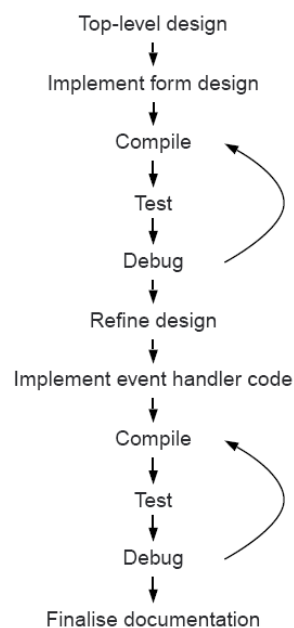 Top-level design
Implement form design
Compile
Test
Debug
Refine design
Implement event handler code
Compile
Test
Debug
Finalise documentation